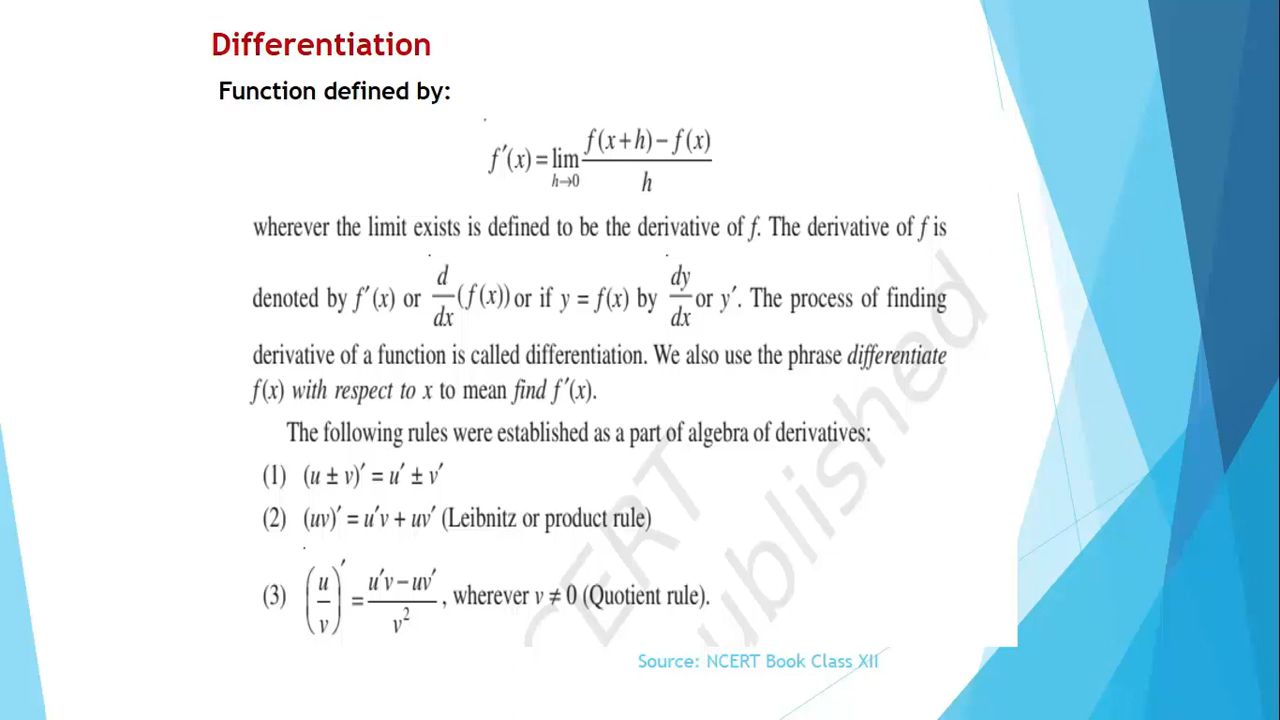 Differentiation
Function defined by:
f′(x) = lim h→0 f(x+h) − f(x) / h
wherever the limit exists is defined to be the derivative of f. The derivative of f is
denoted by f′(x) or d/dx (f(x)) or if y = f(x) by dy/dx or y′. The process of finding
derivative of a function is called differentiation. We also use the phrase differentiate
f(x) with respect to x to mean find f′(x).
The following rules were established as a part of algebra of derivatives:
(1) (u ± v)′ = u′ ± v′
(2) (uv)′ = u′v + uv′ (Leibnitz or product rule)
(3) (u/v)′ = u′v − uv′ / v², wherever v ≠ 0 (Quotient rule).
Source: NCERT Book Class XII